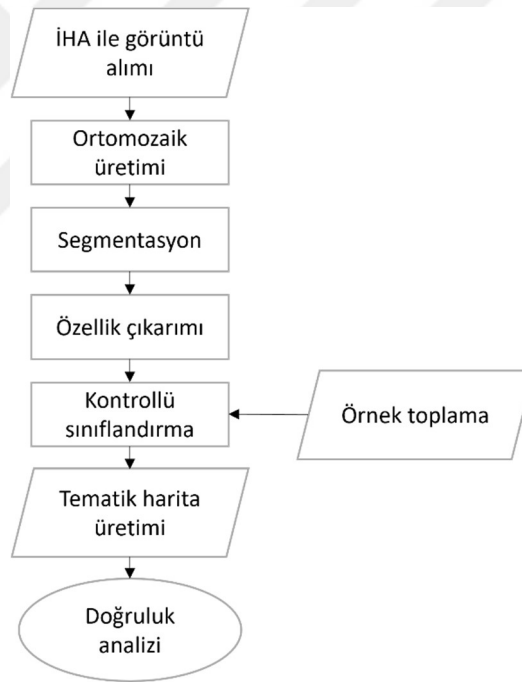 İHA ile görüntü
alımı
Ortomozaik
üretimi
Segmentasyon
Özellik çıkarımı
Kontrollü
sınıflandırma
Örnek toplama
Tematik harita
üretimi
Doğruluk
analizi